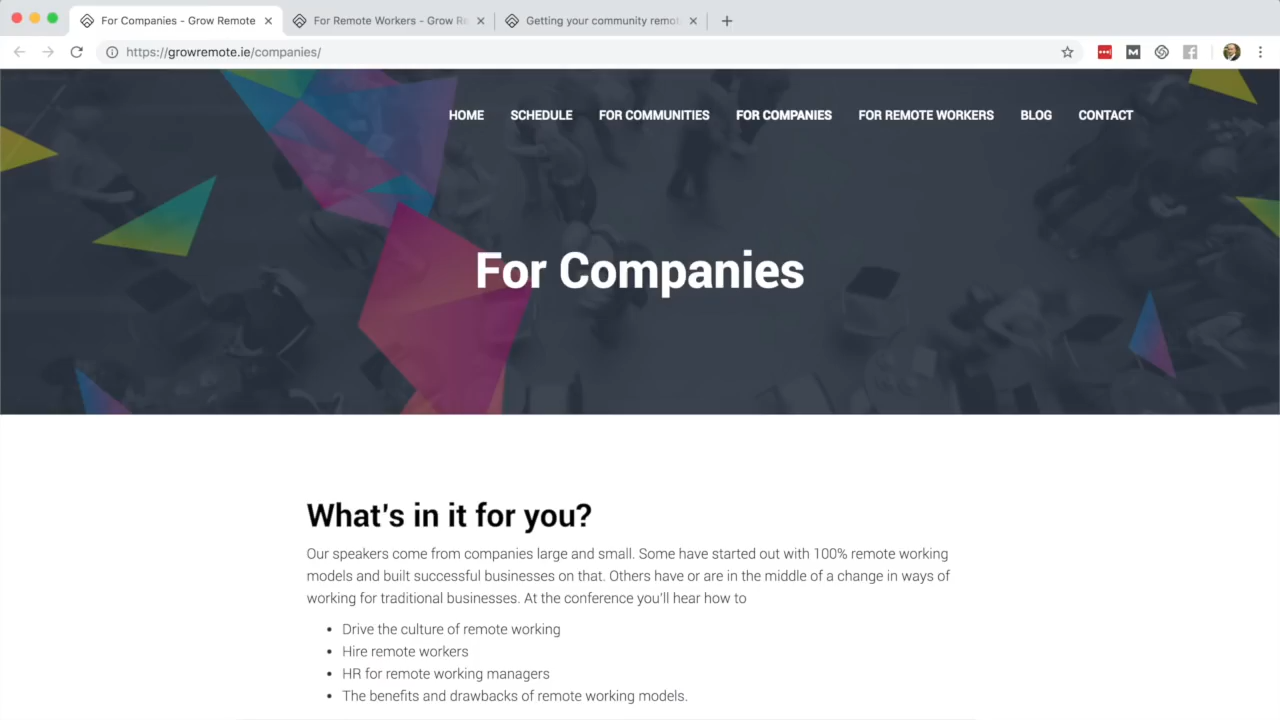 For Companies - Grow Remote
For Remote Workers - Grow Re
Getting your community remot
https://growremote.ie/companies/
HOME SCHEDULE FOR COMMUNITIES FOR COMPANIES FOR REMOTE WORKERS BLOG CONTACT
For Companies
What's in it for you?
Our speakers come from companies large and small. Some have started out with 100% remote working
models and built successful businesses on that. Others have or are in the middle of a change in ways of
working for traditional businesses. At the conference you'll hear how to
• Drive the culture of remote working
• Hire remote workers
• HR for remote working managers
• The benefits and drawbacks of remote working models.